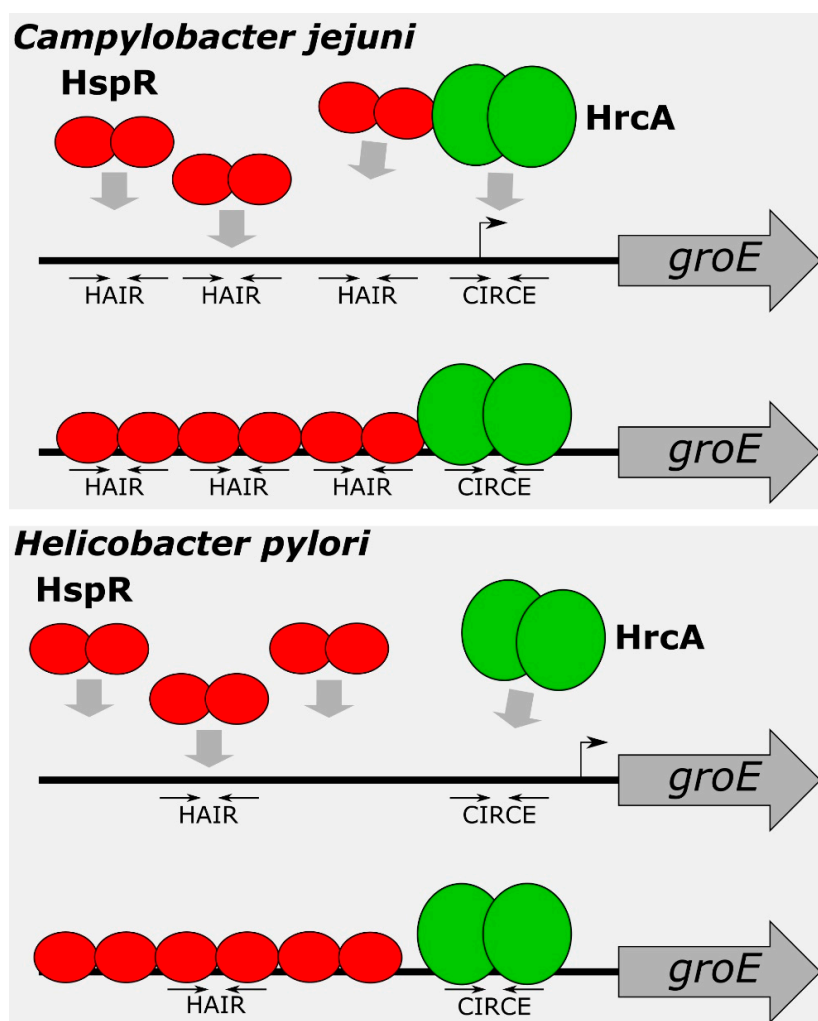 Campylobacter jejuni
HspR
HrcA
groE
HAIR HAIR HAIR CIRCE
groE
HAIR HAIR HAIR CIRCE
Helicobacter pylori
HspR
HrcA
groE
HAIR CIRCE
groE
HAIR CIRCE